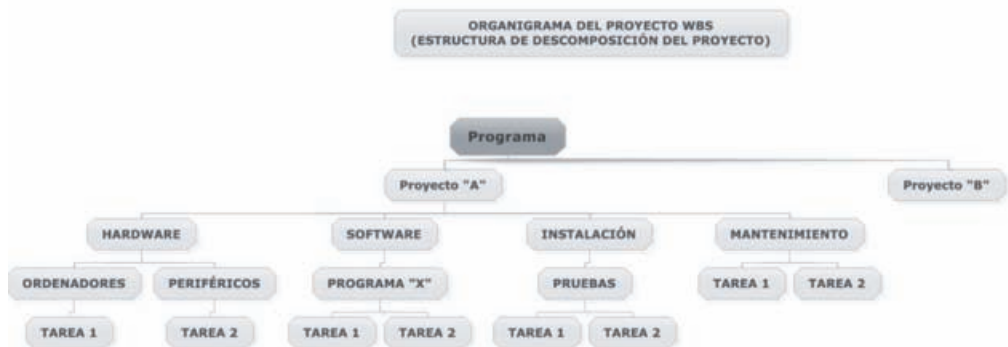 ORGANIGRAMA DEL PROYECTO WBS
(ESTRUCTURA DE DESCOMPOSICIÓN DEL PROYECTO)
Programa
Proyecto "A"
Proyecto "B"
HARDWARE
SOFTWARE
INSTALACIÓN
MANTENIMIENTO
ORDENADORES
PERIFÉRICOS
PROGRAMA "X"
PRUEBAS
TAREA 1
TAREA 2
TAREA 1
TAREA 2
TAREA 1
TAREA 2
TAREA 1
TAREA 2